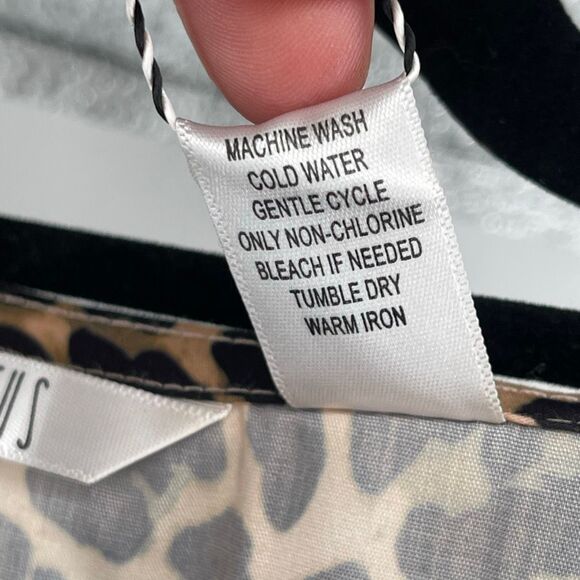 MACHINE WASH
COLD WATER
GENTLE CYCLE
ONLY NON-CHLORINE
BLEACH IF NEEDED
TUMBLE DRY
WARM IRON